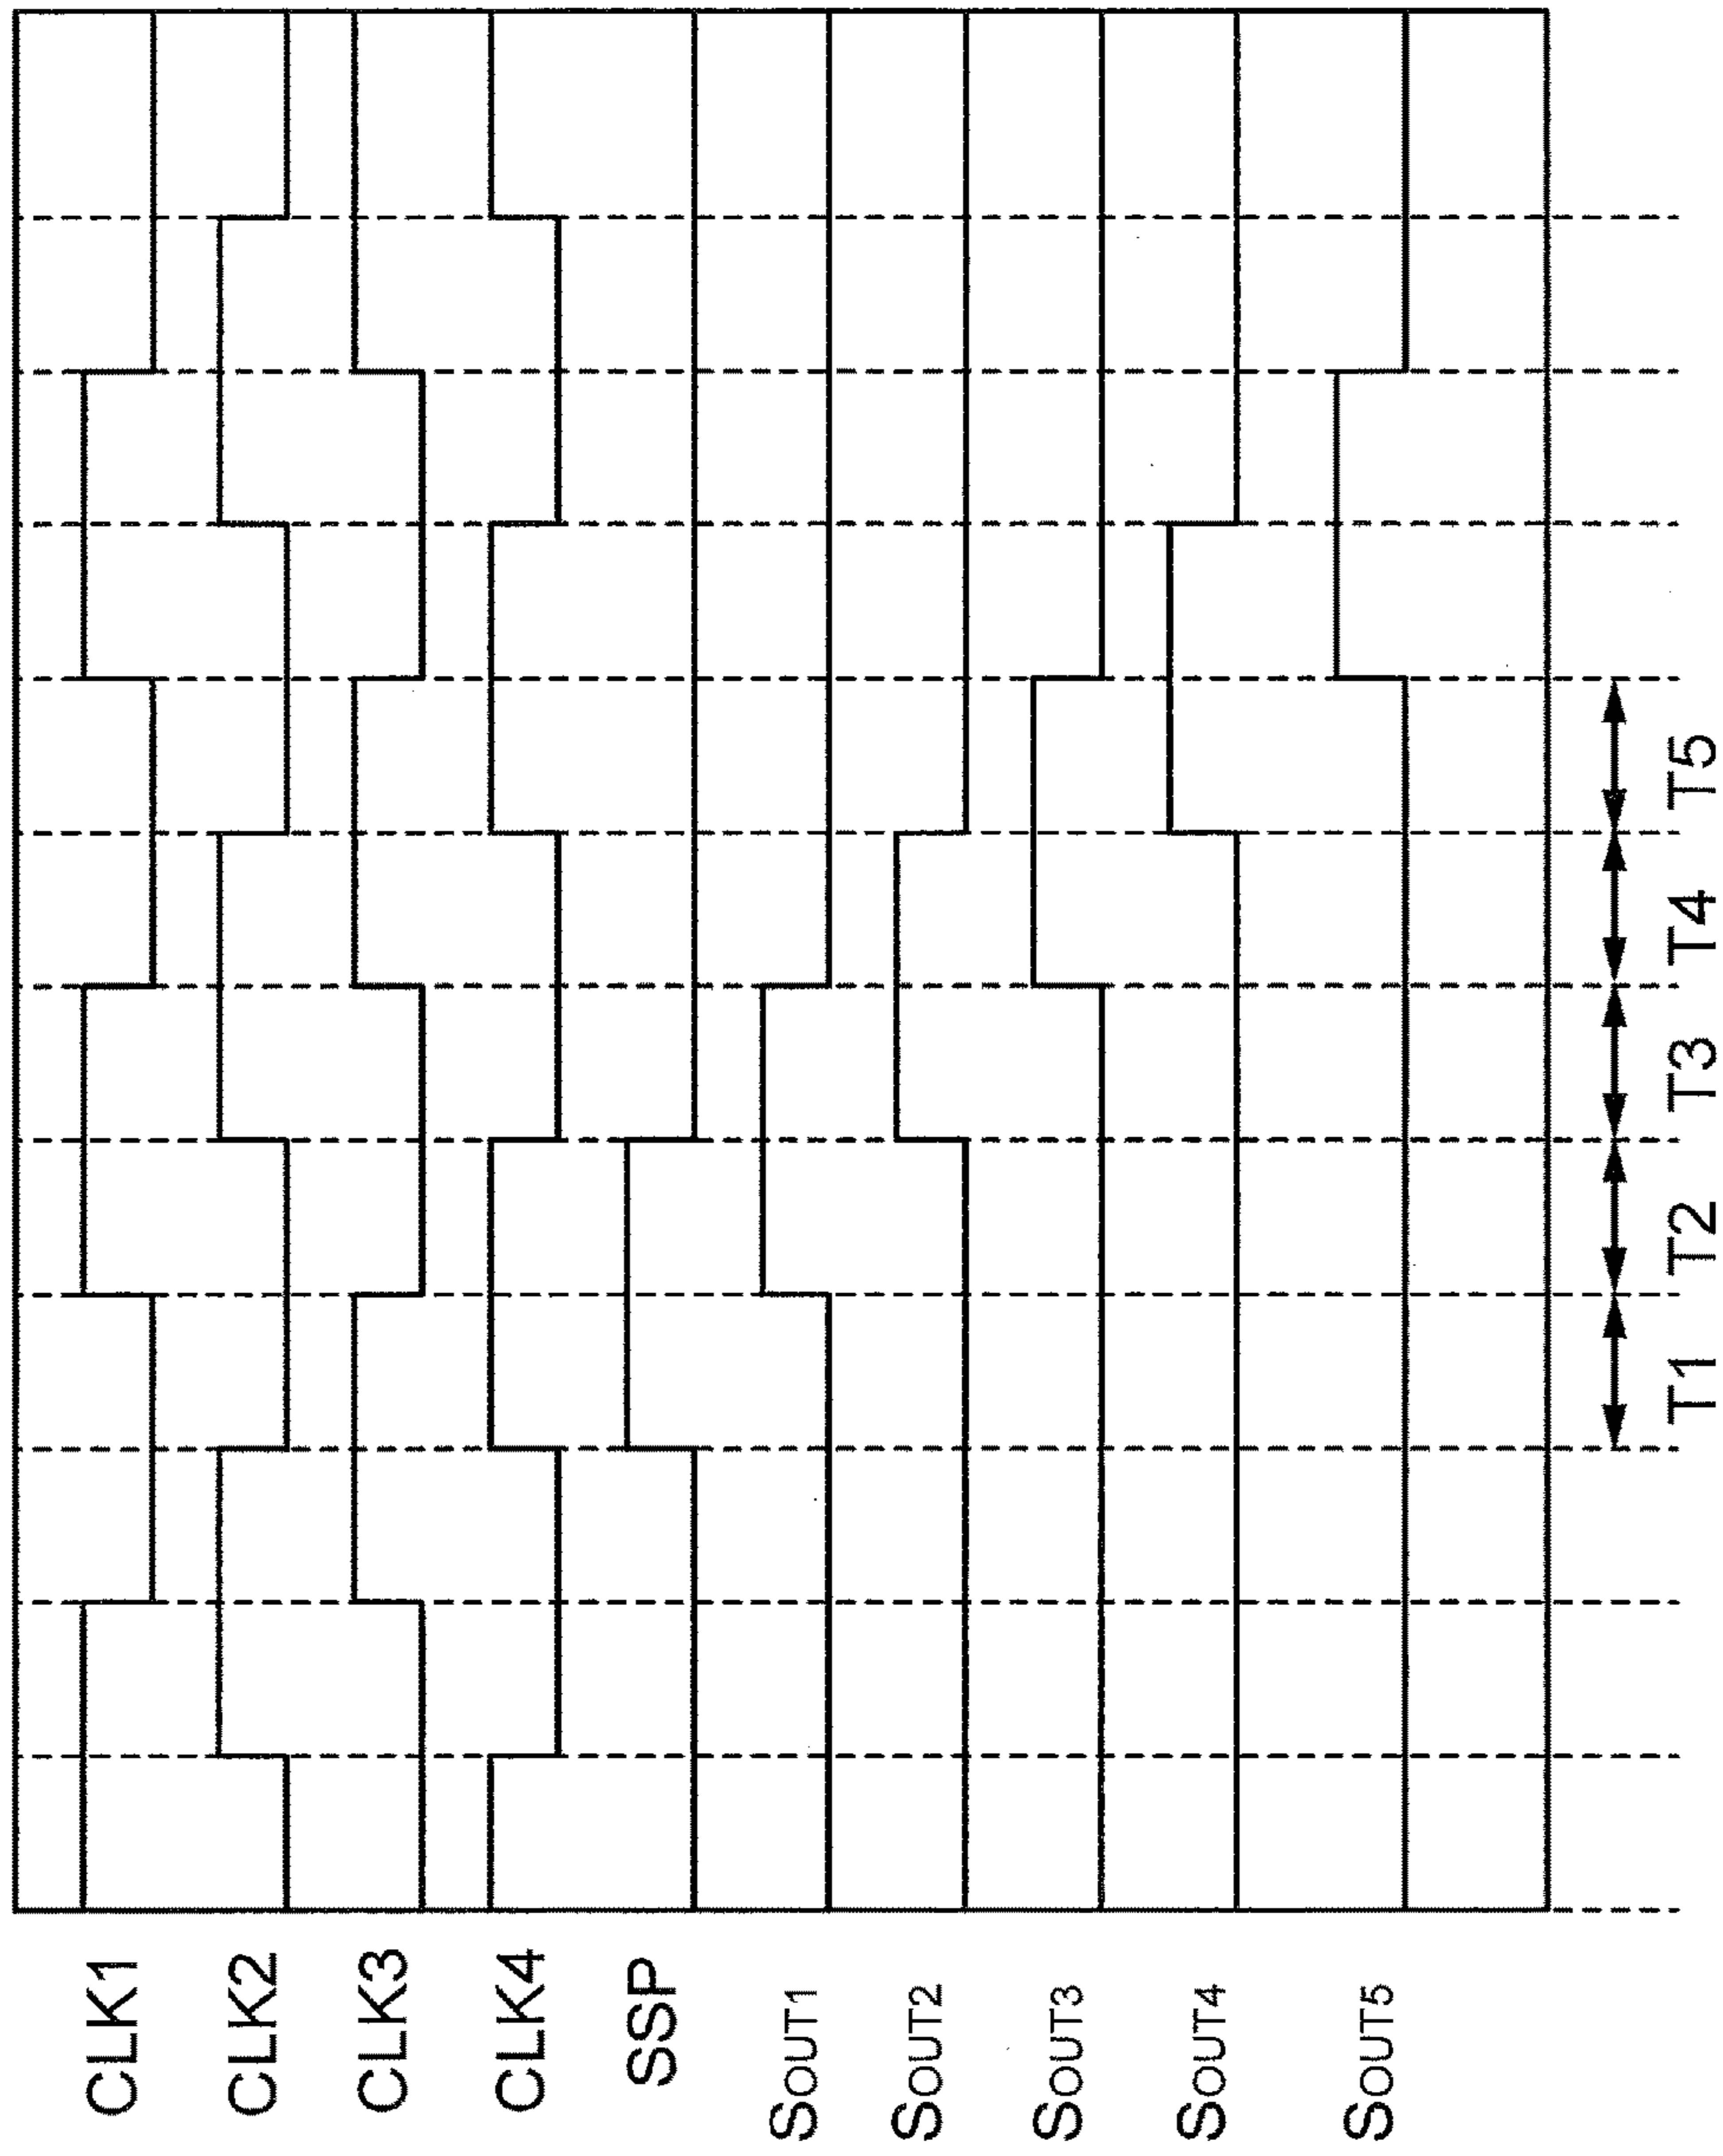 CLK1
CLK2
CLK3
CLK4
SSP
SOUT1
SOUT2
SOUT3
SOUT4
SOUT5
T1 T2 T3 T4 T5